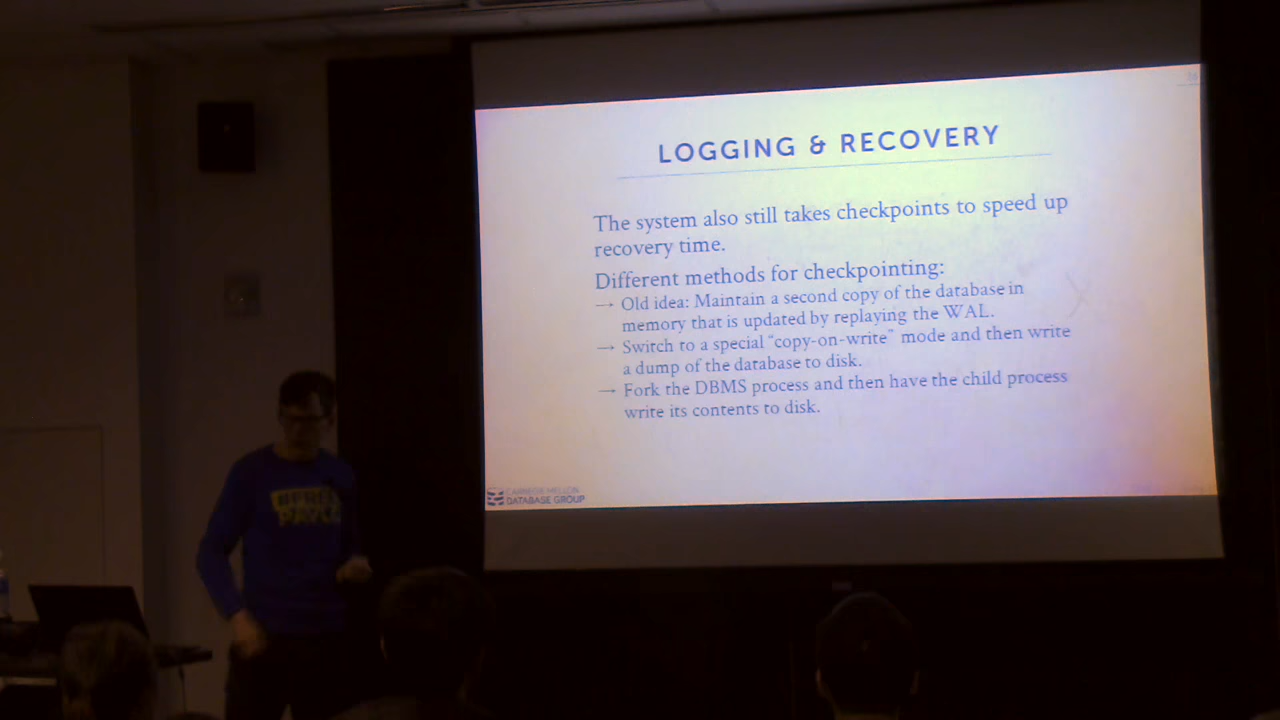 LOGGING & RECOVERY
The system also still takes checkpoints to speed up
recovery time.
Different methods for checkpointing:
→ Old idea: Maintain a second copy of the database in
memory that is updated by replaying the WAL.
→ Switch to a special “copy-on-write” mode and then write
a dump of the database to disk.
→ Fork the DBMS process and then have the child process
write its contents to disk.
CARNEGIE MELLON
DATABASE GROUP
#FREE